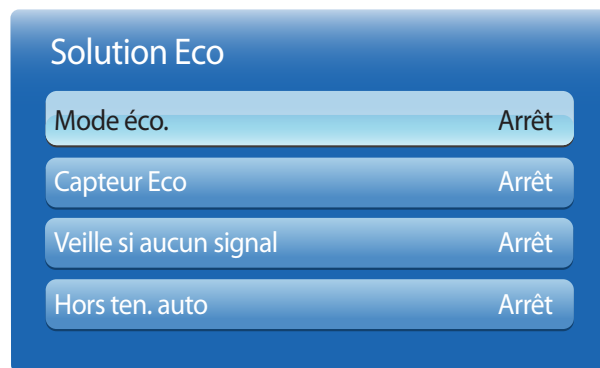 Solution Eco
Mode éco. Arrêt
Capteur Eco Arrêt
Veille si aucun signal Arrêt
Hors ten. auto Arrêt